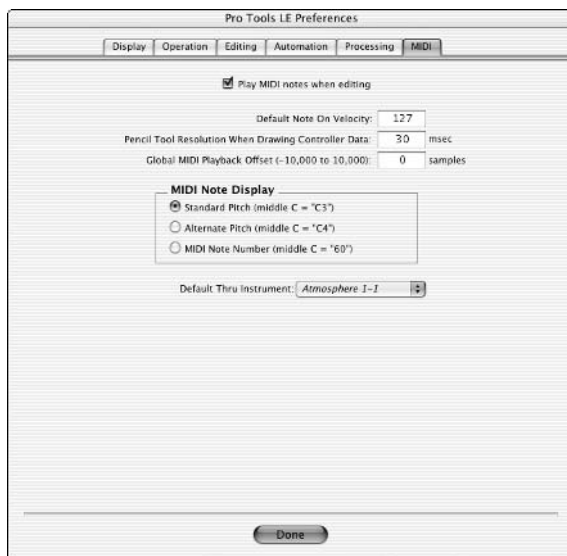 Pro Tools LE Preferences
Display Operation Editing Automation Processing MIDI
Play MIDI notes when editing
Default Note On Velocity: 127
Pencil Tool Resolution When Drawing Controller Data: 30 msec
Global MIDI Playback Offset (-10,000 to 10,000): 0 samples
MIDI Note Display
Standard Pitch (middle C = "C3")
Alternate Pitch (middle C = "C4")
MIDI Note Number (middle C = "60")
Default Thru Instrument: Atmosphere 1-1
Done